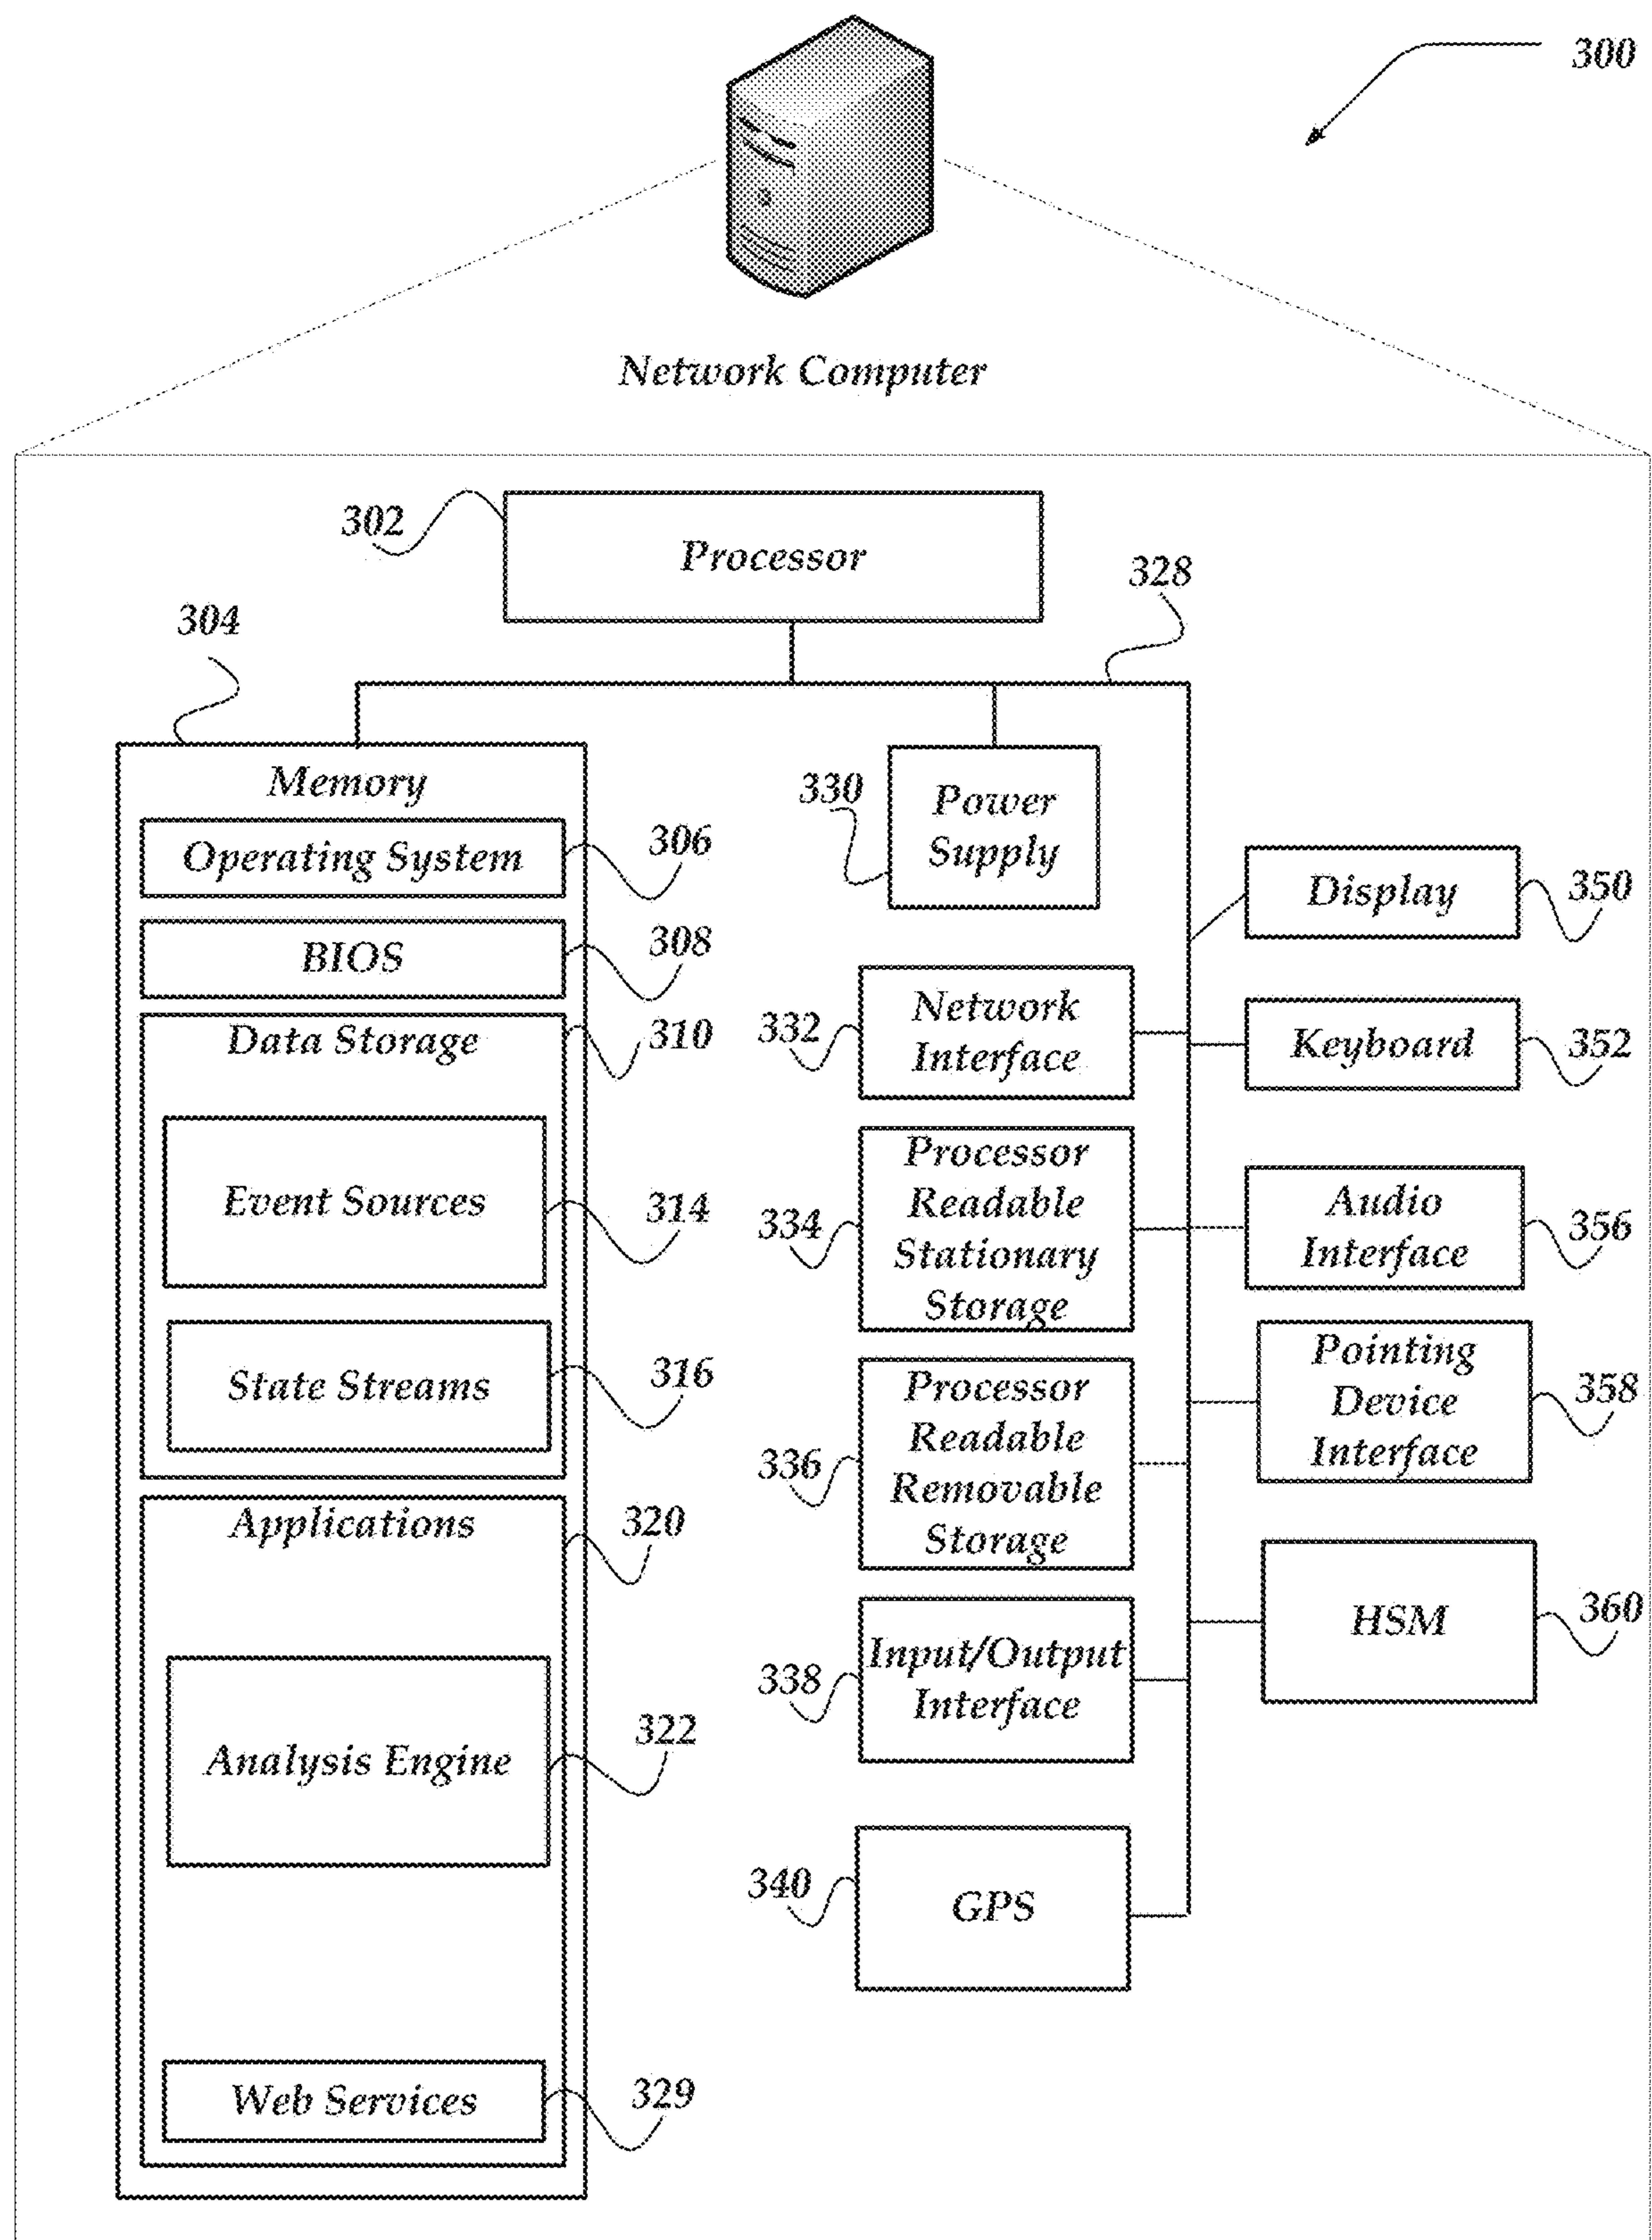 300
Network Computer
302
Processor
328
304
Memory
Operating System
306
BIOS
308
Data Storage
310
Event Sources
314
State Streams
316
Applications
320
Analysis Engine
322
Web Services
329
330
Power
Supply
332
Network
Interface
334
Processor
Readable
Stationary
Storage
336
Processor
Readable
Removable
Storage
338
Input/Output
Interface
340
GPS
Display
350
Keyboard
352
Audio
Interface
356
Pointing
Device
Interface
358
HSM
360